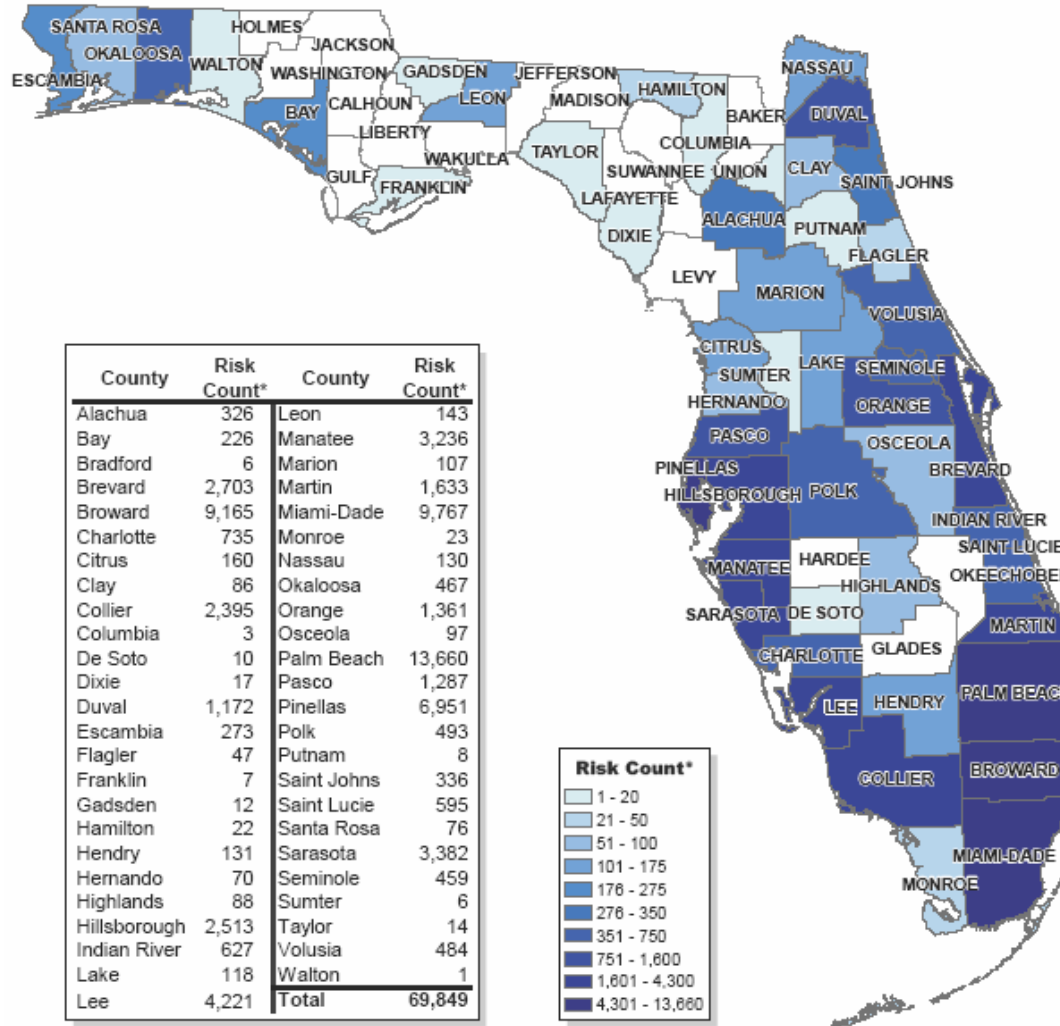 HOLMES
SANTA ROSA
JACKSON
OKALOOSA
WALTON
NASSAU
ESCAMBIA
WASHINGTON
GADSDEN
JEFFERSON
HAMILTON
MADISON
LEON
BAY
CALHOUN
BAKER
DUVAL
LIBERTY
COLUMBIA
TAYLOR
WAKULLA
SUWANNEE
UNION
CLAY
GULF
SAINT JOHNS
FRANKLIN
LAFAYETTE
ALACHUA
PUTNAM
DIXIE
FLAGLER
LEVY
MARION
VOLUSIA
CITRUS
LAKE
SUMTER
SEMINOLE
HERNANDO
ORANGE
PASCO
OSCEOLA
PINELLAS
BREVARD
HILLSBOROUGH
POLK
INDIAN RIVER
SAINT LUCIE
HARDEE
MANATEE
HIGHLANDS
OKEECHOBE
SARASOTA
DE SOTO
MARTIN
CHARLOTTE
GLADES
LEE
HENDRY
PALM BEAC
COLLIER
BROWARD
MIAMI-DADE
MONROE
County Risk Count* County Risk Count*
Alachua 326 Leon 143
Bay 226 Manatee 3,236
Bradford 6 Marion 107
Brevard 2,703 Martin 1,633
Broward 9,165 Miami-Dade 9,767
Charlotte 735 Monroe 23
Citrus 160 Nassau 130
Clay 86 Okaloosa 467
Collier 2,395 Orange 1,361
Columbia 3 Osceola 97
De Soto 10 Palm Beach 13,660
Dixie 17 Pasco 1,287
Duval 1,172 Pinellas 6,951
Escambia 273 Polk 493
Flagler 47 Putnam 8
Franklin 7 Saint Johns 336
Gadsden 12 Saint Lucie 595
Hamilton 22 Santa Rosa 76
Hendry 131 Sarasota 3,382
Hernando 70 Seminole 459
Highlands 88 Sumter 6
Hillsborough 2,513 Taylor 14
Indian River 627 Volusia 484
Lake 118 Walton 1
Lee 4,221 Total 69,849
Risk Count*
1 - 20
21 - 50
51 - 100
101 - 175
176 - 275
276 - 350
351 - 750
751 - 1,600
1,601 - 4,300
4,301 - 13,660